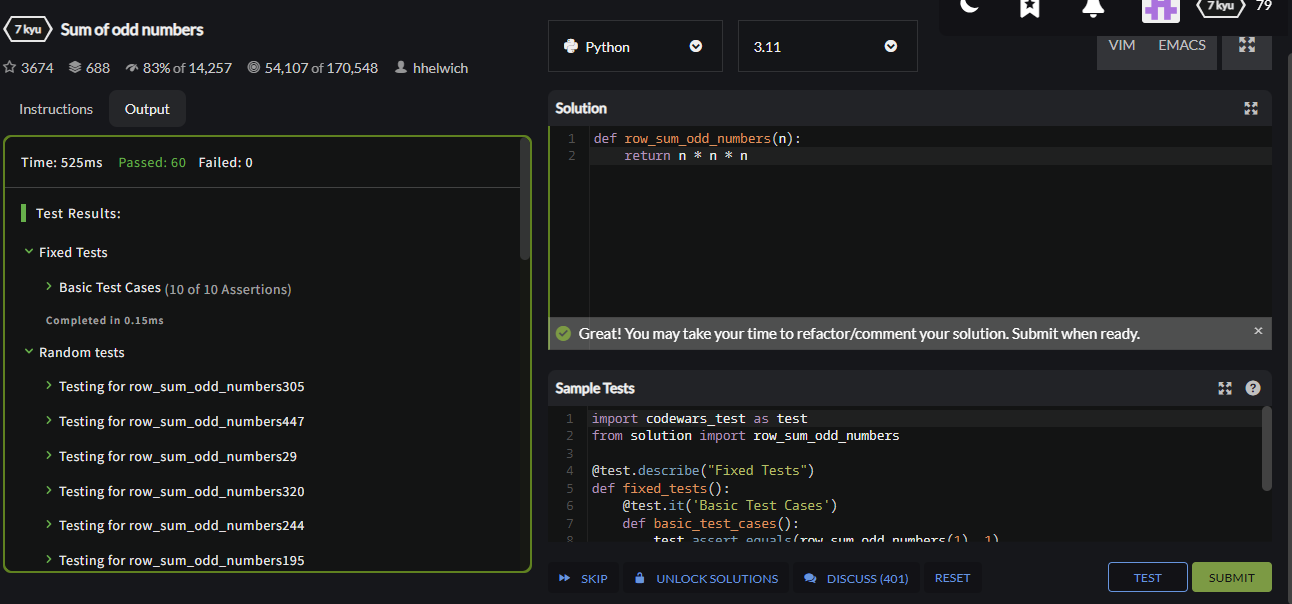 7 kyu Sum of odd numbers
3674 688 83% of 14,257 54,107 of 170,548 hhelwich
Instructions Output
Time: 525ms Passed: 60 Failed: 0
Test Results:
Fixed Tests
Basic Test Cases (10 of 10 Assertions)
Completed in 0.15ms
Random tests
Testing for row_sum_odd_numbers305
Testing for row_sum_odd_numbers447
Testing for row_sum_odd_numbers29
Testing for row_sum_odd_numbers320
Testing for row_sum_odd_numbers244
Testing for row_sum_odd_numbers195
7 kyu 79
Python 3.11 VIM EMACS
Solution
1 def row_sum_odd_numbers(n):
2 return n * n * n
Great! You may take your time to refactor/comment your solution. Submit when ready. ×
Sample Tests ?
1 import codewars_test as test
2 from solution import row_sum_odd_numbers
3
4 @test.describe("Fixed Tests")
5 def fixed_tests():
6 @test.it('Basic Test Cases')
7 def basic_test_cases():
8 test.assert_equals(row_sum_odd_numbers(1), 1)
SKIP UNLOCK SOLUTIONS DISCUSS (401) RESET TEST SUBMIT